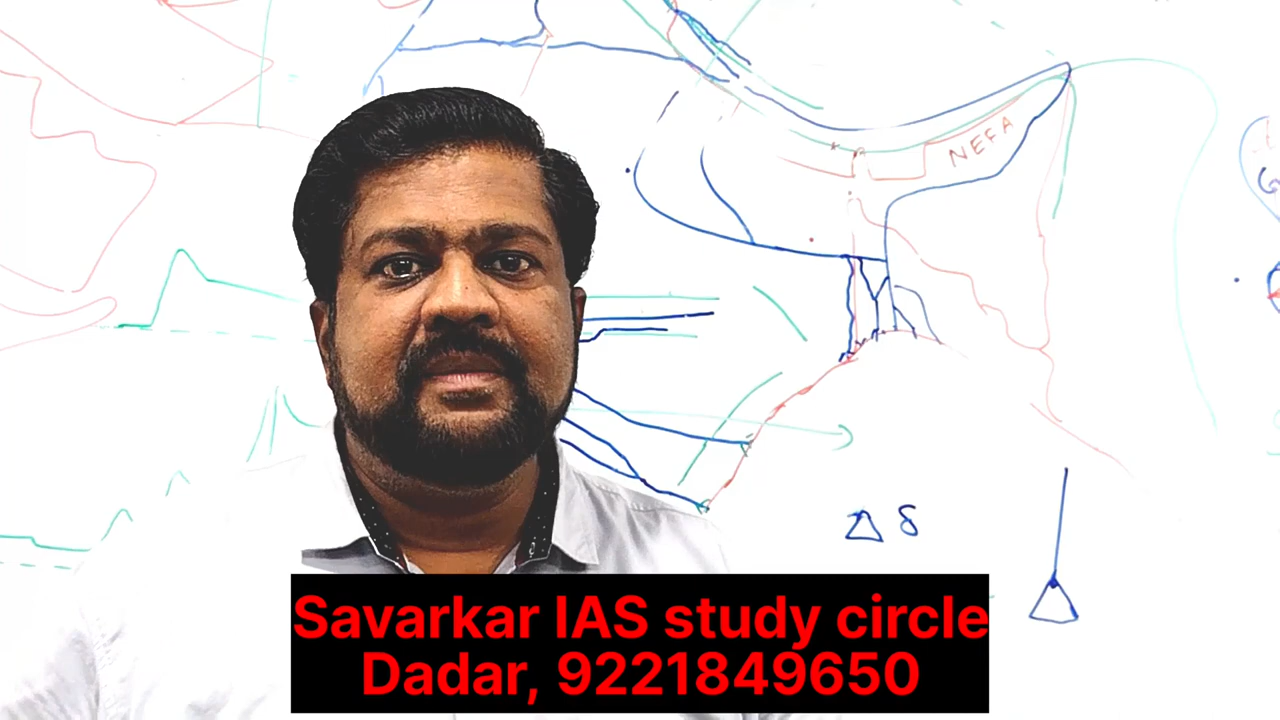 NEFA
Δ δ
Savarkar IAS study circle
Dadar, 9221849650